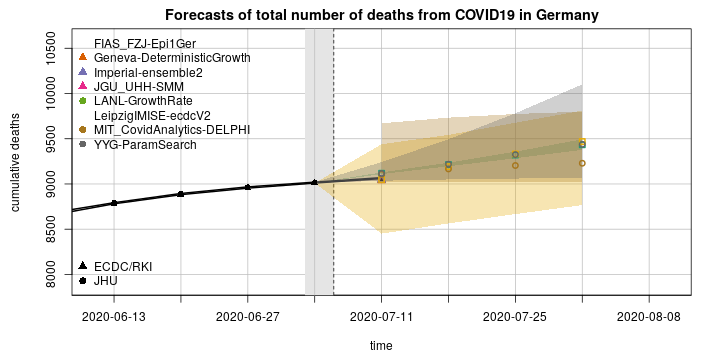 Forecasts of total number of deaths from COVID19 in Germany
FIAS_FZJ-Epi1Ger
Geneva-DeterministicGrowth
Imperial-ensemble2
JGU_UHH-SMM
LANL-GrowthRate
LeipzigIMISE-ecdcV2
MIT_CovidAnalytics-DELPHI
YYG-ParamSearch
ECDC/RKI
JHU
cumulative deaths
10500
10000
9500
9000
8500
8000
2020-06-13
2020-06-27
2020-07-11
2020-07-25
2020-08-08
time